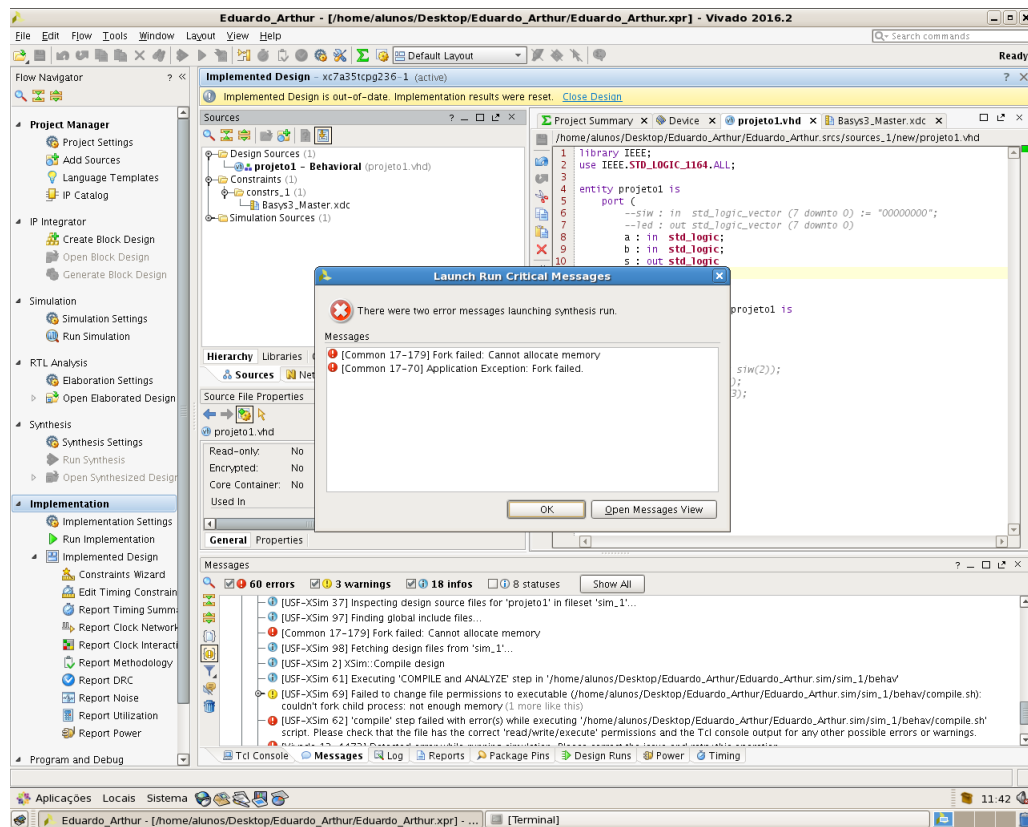 Eduardo_Arthur - [/home/alunos/Desktop/Eduardo_Arthur/Eduardo_Arthur.xpr] - Vivado 2016.2
File Edit Flow Tools Window Layout View Help
Search commands
Default Layout
Ready
Flow Navigator ? «
Implemented Design - xc7a35tcpg236-1 (active)
Implemented Design is out-of-date. Implementation results were reset. Close Design
Project Manager
Project Settings
Add Sources
Language Templates
IP Catalog
IP Integrator
Create Block Design
Open Block Design
Generate Block Design
Simulation
Simulation Settings
Run Simulation
RTL Analysis
Elaboration Settings
Open Elaborated Design
Synthesis
Synthesis Settings
Run Synthesis
Open Synthesized Design
Implementation
Implementation Settings
Run Implementation
Implemented Design
Constraints Wizard
Edit Timing Constrain
Report Timing Summ
Report Clock Network
Report Clock Interacti
Report Methodology
Report DRC
Report Noise
Report Utilization
Report Power
Program and Debug
Sources
Design Sources (1)
projeto1 - Behavioral (projeto1.vhd)
Constraints (1)
constrs_1 (1)
Basys3_Master.xdc
Simulation Sources (1)
Hierarchy Libraries
Sources Net
Source File Properties
projeto1.vhd
Read-only: No
Encrypted: No
Core Container: No
Used In
General Properties
Project Summary Device projeto1.vhd Basys3_Master.xdc
/home/alunos/Desktop/Eduardo_Arthur/Eduardo_Arthur.srcs/sources_1/new/projeto1.vhd
1 library IEEE;
2 use IEEE.STD_LOGIC_1164.ALL;
3
4 entity projeto1 is
5 port (
6 --siw : in std_logic_vector (7 downto 0) := "00000000";
7 --led : out std_logic_vector (7 downto 0)
8 a : in std_logic;
9 b : in std_logic;
10 s : out std_logic
projeto1 is
siw(2));
);
3);
Launch Run Critical Messages
There were two error messages launching synthesis run.
Messages
[Common 17-179] Fork failed: Cannot allocate memory
[Common 17-70] Application Exception: Fork failed.
OK Open Messages View
Messages
60 errors 3 warnings 18 infos 8 statuses Show All
[USF-XSim 37] Inspecting design source files for 'projeto1' in fileset 'sim_1'...
[USF-XSim 97] Finding global include files...
[Common 17-179] Fork failed: Cannot allocate memory
[USF-XSim 98] Fetching design files from 'sim_1'...
[USF-XSim 2] XSim::Compile design
[USF-XSim 61] Executing 'COMPILE and ANALYZE' step in '/home/alunos/Desktop/Eduardo_Arthur/Eduardo_Arthur.sim/sim_1/behav'
[USF-XSim 69] Failed to change file permissions to executable (/home/alunos/Desktop/Eduardo_Arthur/Eduardo_Arthur.sim/sim_1/behav/compile.sh):
couldn't fork child process: not enough memory (1 more like this)
[USF-XSim 62] 'compile' step failed with error(s) while executing '/home/alunos/Desktop/Eduardo_Arthur/Eduardo_Arthur.sim/sim_1/behav/compile.sh'
script. Please check that the file has the correct 'read/write/execute' permissions and the Tcl console output for any other possible errors or warnings.
Tcl Console Messages Log Reports Package Pins Design Runs Power Timing
Aplicações Locais Sistema 11:42
Eduardo_Arthur - [/home/alunos/Desktop/Eduardo_Arthur/Eduardo_Arthur.xpr] - ... [Terminal]